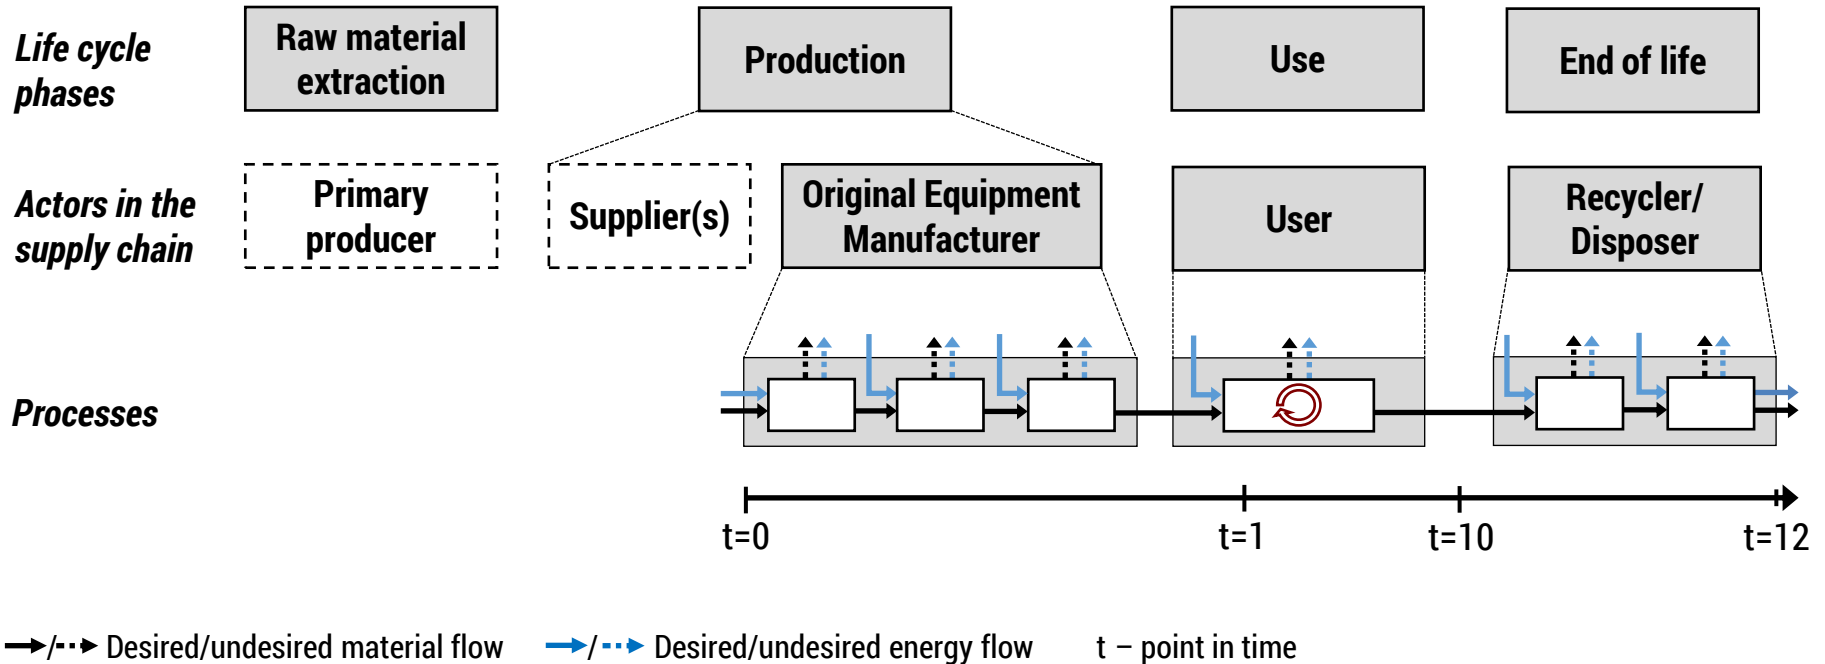 Life cycle
phases
Raw material
extraction
Production
Use
End of life
Actors in the
supply chain
Primary
producer
Supplier(s)
Original Equipment
Manufacturer
User
Recycler/
Disposer
Processes
t=0
t=1
t=10
t=12
/ Desired/undesired material flow
/ Desired/undesired energy flow
t – point in time